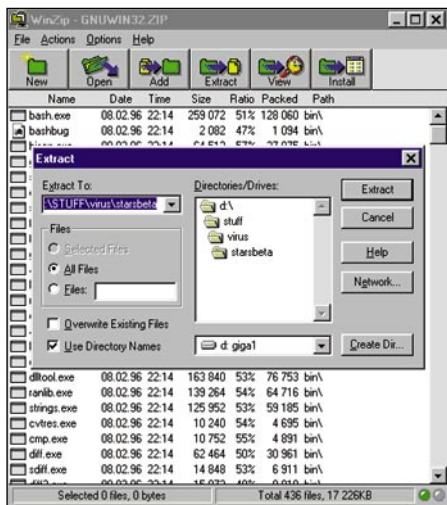 WinZip - GNUWIN32.ZIP
File Actions Options Help
New Open Add Extract View Install
Name Date Time Size Ratio Packed Path
bash.exe 08.02.96 22:14 259 072 51% 128 060 bin\
bashbug 08.02.96 22:14 2 082 47% 1 094 bin\
Extract
Extract To:
:\STUFF\virus\starsbeta
Files
Selected Files
All Files
Files:
Overwrite Existing Files
Use Directory Names
Directories/Drives:
d:\
stuff
virus
starsbeta
d: giga1
Extract
Cancel
Help
Network...
Create Dir...
dlltool.exe 08.02.96 22:14 163 840 53% 76 753 bin\
ranlib.exe 08.02.96 22:14 139 264 54% 64 716 bin\
strings.exe 08.02.96 22:14 125 952 53% 59 185 bin\
cvtres.exe 08.02.96 22:14 10 240 54% 4 695 bin\
cmp.exe 08.02.96 22:14 10 752 55% 4 891 bin\
diff.exe 08.02.96 22:14 62 464 50% 30 961 bin\
sdiff.exe 08.02.96 22:14 14 848 53% 6 911 bin\
Selected 0 files, 0 bytes
Total 436 files, 17 226KB